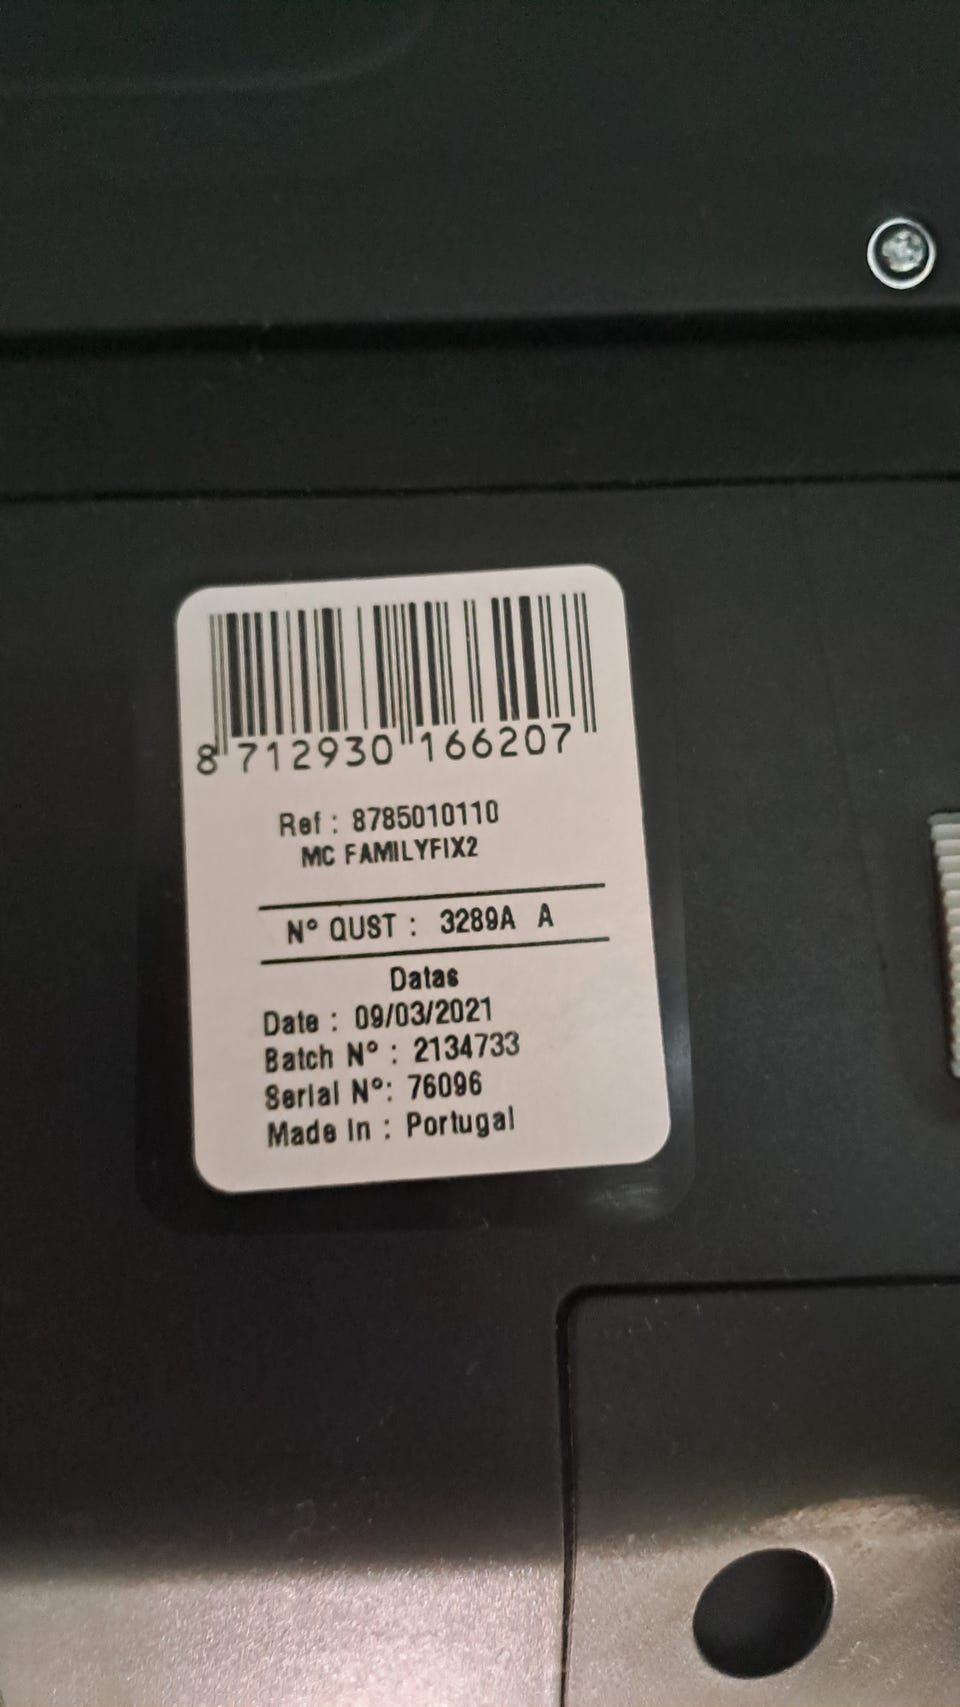 8 712930 166207
Ref : 8785010110
MC FAMILYFIX2
N° QUST : 3289A A
Datas
Date : 09/03/2021
Batch N° : 2134733
Serial N°: 76096
Made In : Portugal